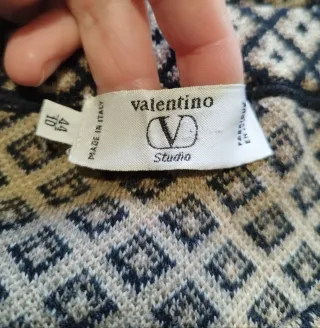 valentino
V
Studio
MADE IN ITALY
44
10